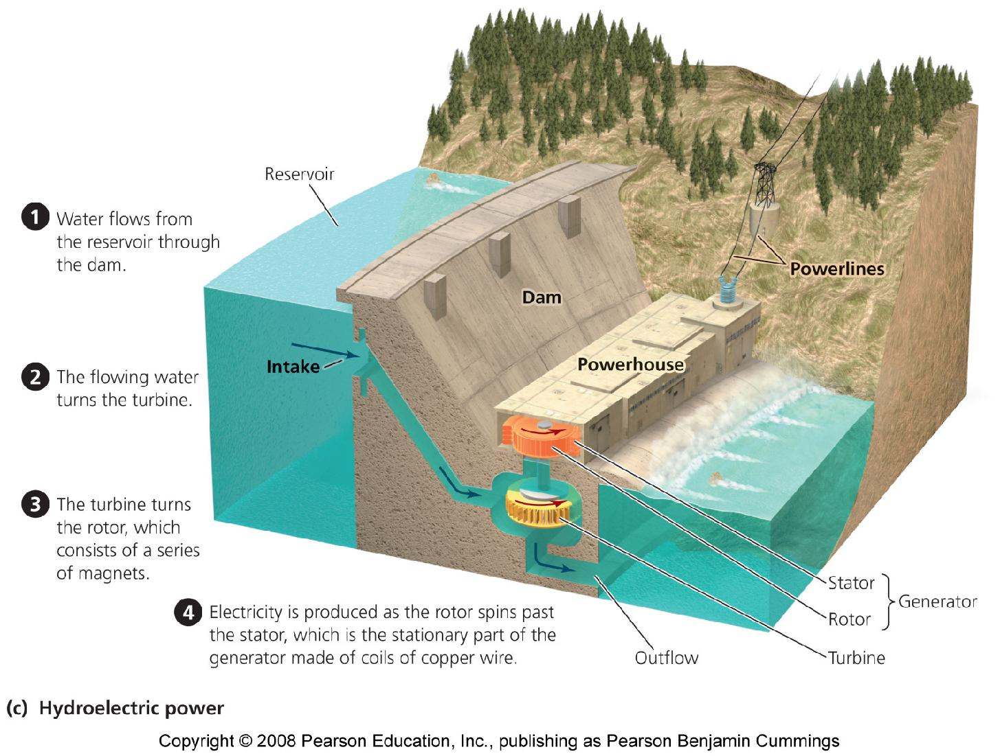 Reservoir
1 Water flows from
the reservoir through
the dam.
Powerlines
Dam
Intake
Powerhouse
2 The flowing water
turns the turbine.
3 The turbine turns
the rotor, which
consists of a series
of magnets.
Stator
Generator
Rotor
4 Electricity is produced as the rotor spins past
the stator, which is the stationary part of the
generator made of coils of copper wire.
Outflow
Turbine
(c) Hydroelectric power
Copyright © 2008 Pearson Education, Inc., publishing as Pearson Benjamin Cummings